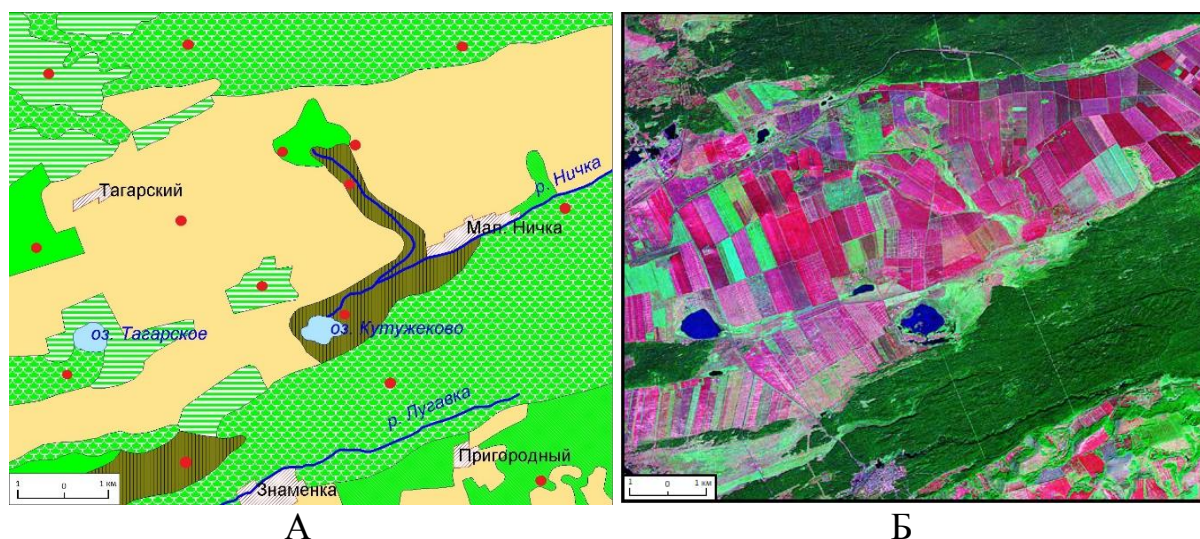 р. Ничка
Тагарский
Мал. Ничка
оз. Тагарское
оз. Кутужеково
р. Лугавка
Пригородный
Знаменка
1 0 1 км
1 0 1 км
А
Б